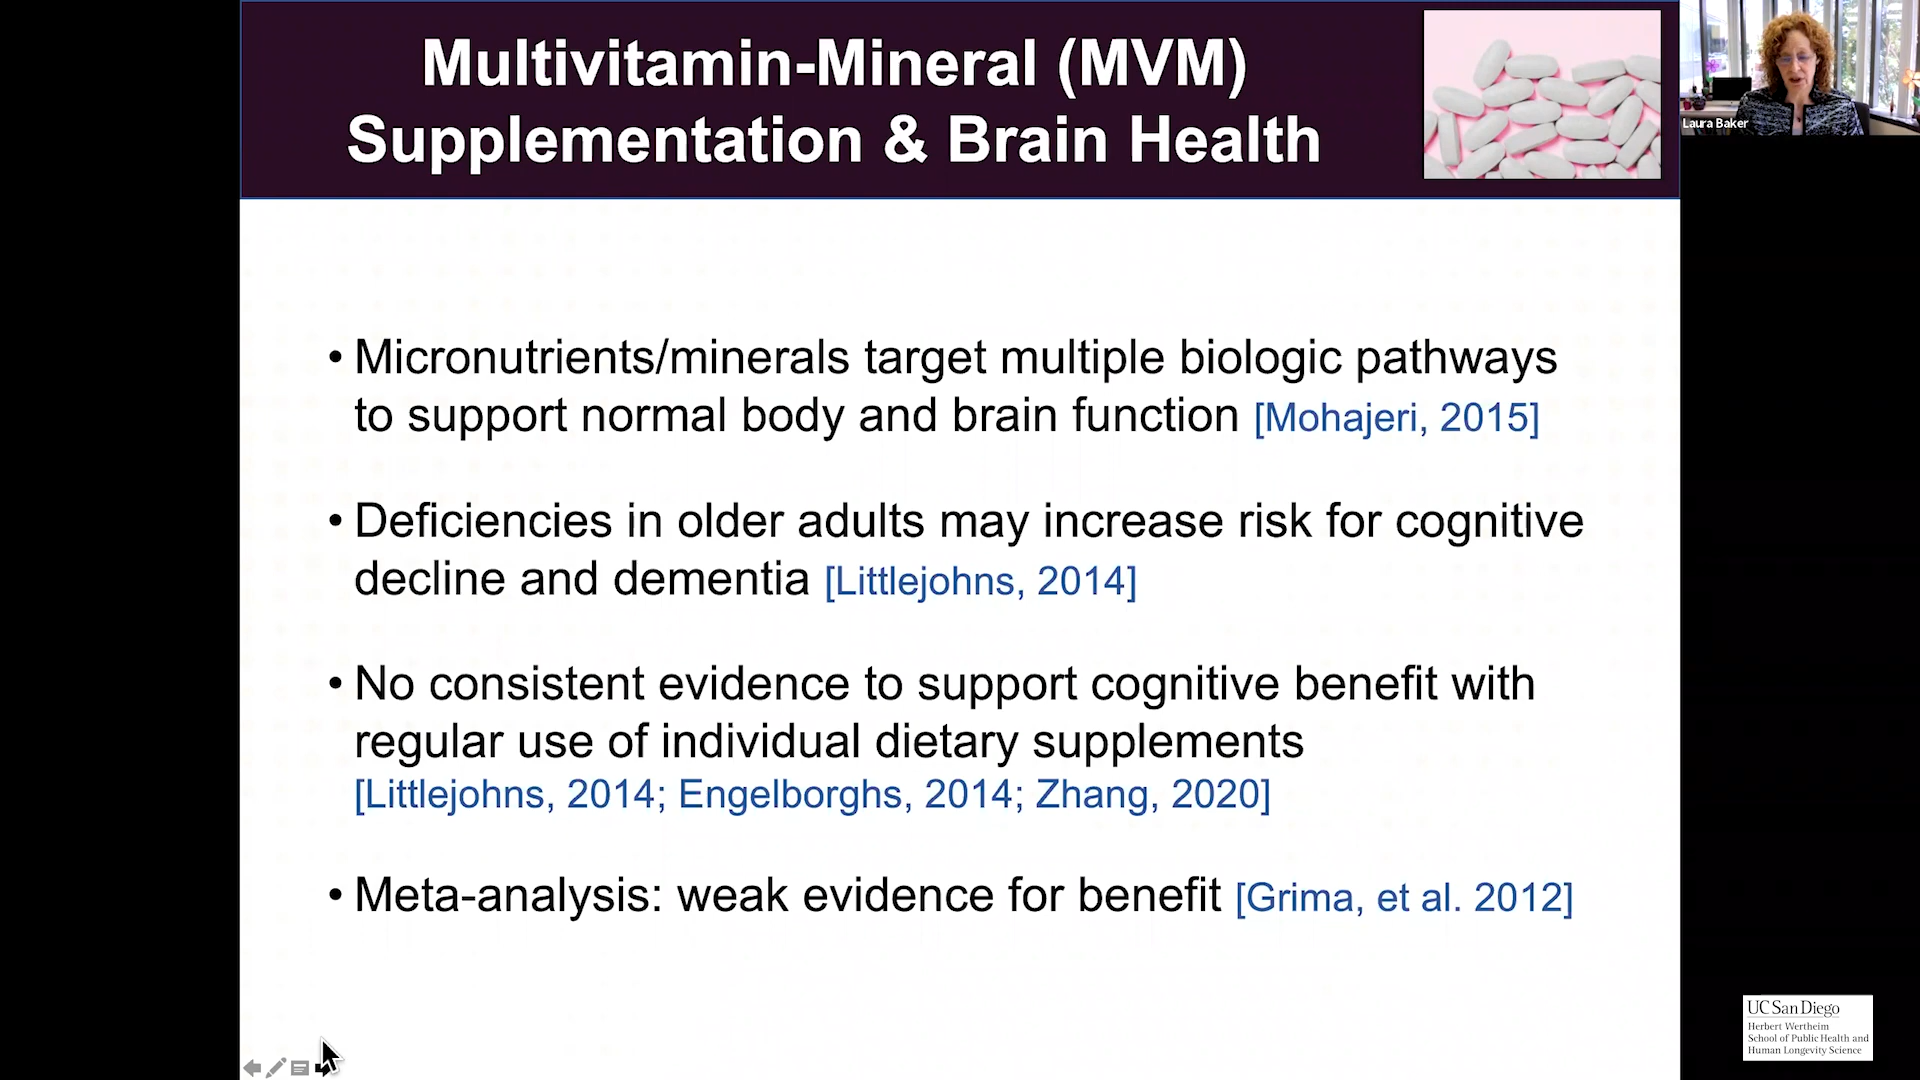 Multivitamin-Mineral (MVM)
Supplementation & Brain Health
Laura Baker
• Micronutrients/minerals target multiple biologic pathways
to support normal body and brain function [Mohajeri, 2015]
• Deficiencies in older adults may increase risk for cognitive
decline and dementia [Littlejohns, 2014]
• No consistent evidence to support cognitive benefit with
regular use of individual dietary supplements
[Littlejohns, 2014; Engelborghs, 2014; Zhang, 2020]
• Meta-analysis: weak evidence for benefit [Grima, et al. 2012]
UC San Diego
Herbert Wertheim
School of Public Health and
Human Longevity Science